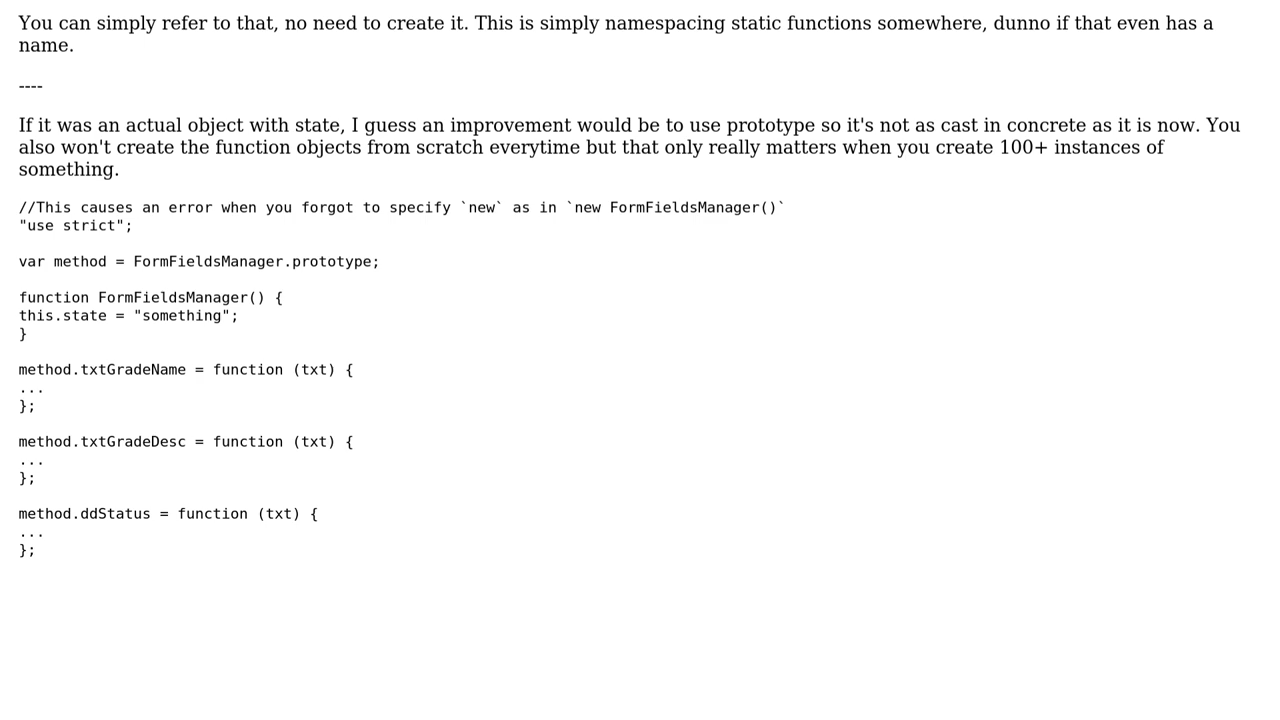 You can simply refer to that, no need to create it. This is simply namespacing static functions somewhere, dunno if that even has a
name.
----
If it was an actual object with state, I guess an improvement would be to use prototype so it's not as cast in concrete as it is now. You
also won't create the function objects from scratch everytime but that only really matters when you create 100+ instances of
something.
//This causes an error when you forgot to specify `new` as in `new FormFieldsManager()`
"use strict";
var method = FormFieldsManager.prototype;
function FormFieldsManager() {
this.state = "something";
}
method.txtGradeName = function (txt) {
...
};
method.txtGradeDesc = function (txt) {
...
};
method.ddStatus = function (txt) {
...
};